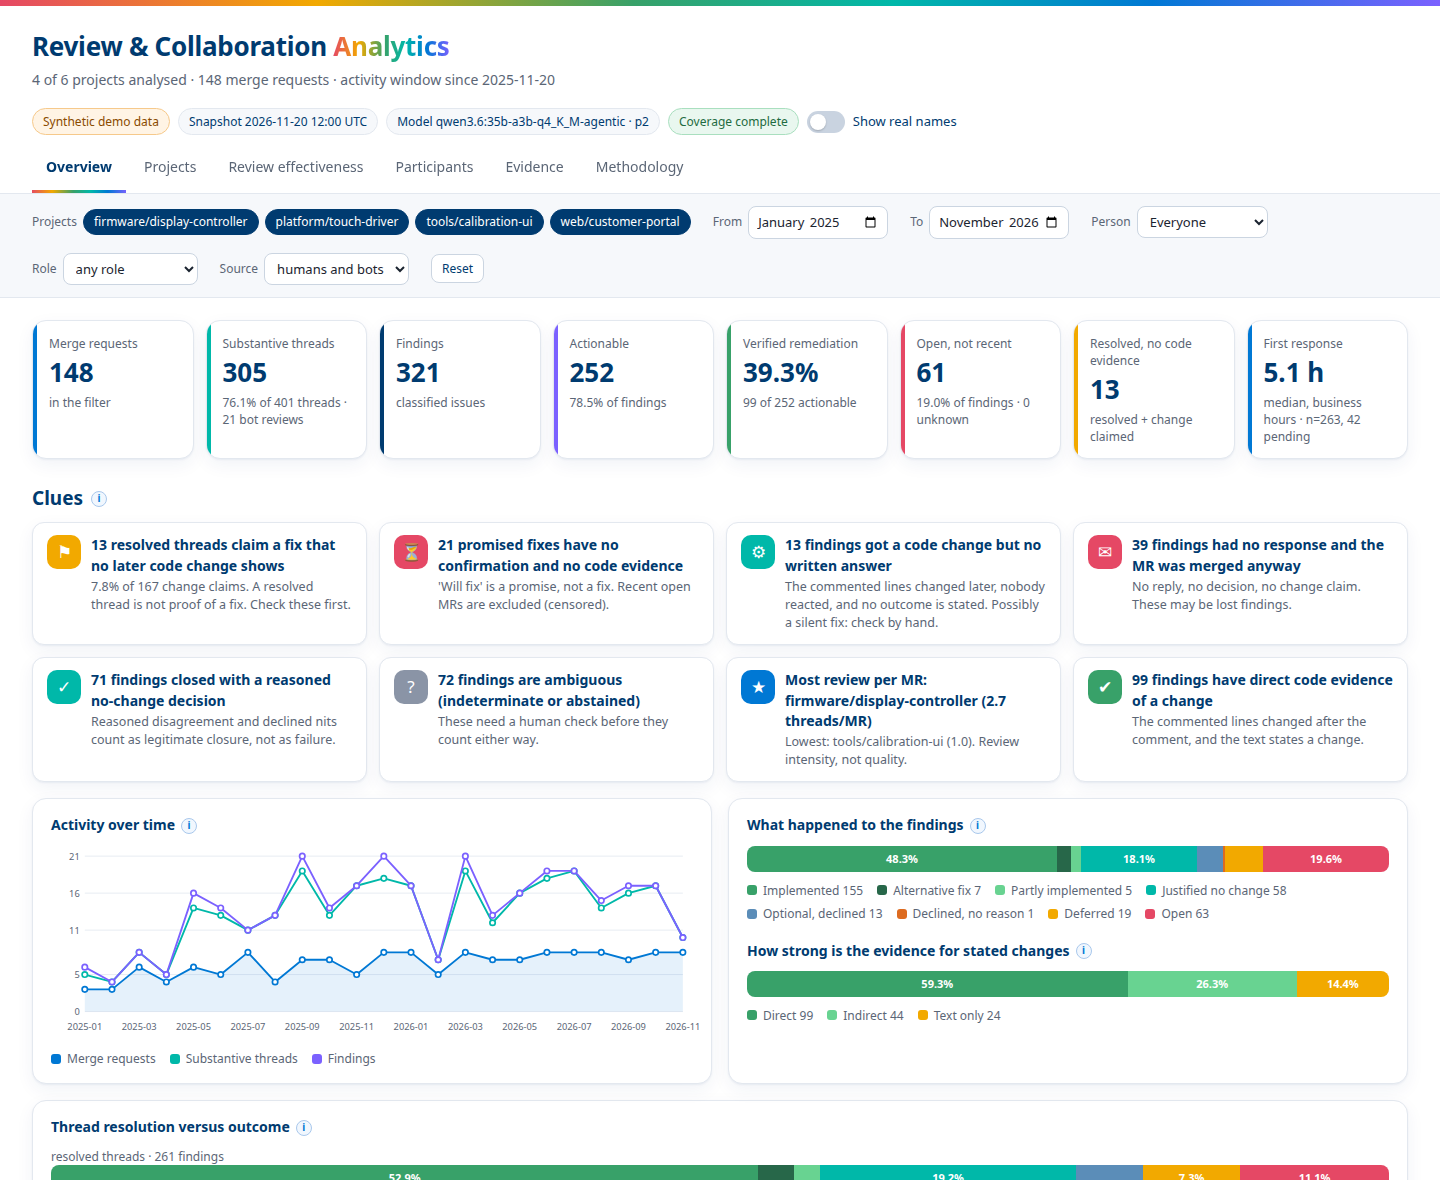 Review & Collaboration Analytics
4 of 6 projects analysed · 148 merge requests · activity window since 2025-11-20
Synthetic demo data
Snapshot 2026-11-20 12:00 UTC
Model qwen3.6:35b-a3b-q4_K_M-agentic · p2
Coverage complete
Show real names
Overview
Projects
Review effectiveness
Participants
Evidence
Methodology
Projects
firmware/display-controller
platform/touch-driver
tools/calibration-ui
web/customer-portal
From
January 2025
To
November 2026
Person
Everyone
Role
any role
Source
humans and bots
Reset
Merge requests
148
in the filter
Substantive threads
305
76.1% of 401 threads ·
21 bot reviews
Findings
321
classified issues
Actionable
252
78.5% of findings
Verified remediation
39.3%
99 of 252 actionable
Open, not recent
61
19.0% of findings · 0
unknown
Resolved, no code
evidence
13
resolved + change
claimed
First response
5.1 h
median, business
hours · n=263, 42
pending
Clues
i
13 resolved threads claim a fix that
no later code change shows
7.8% of 167 change claims. A resolved
thread is not proof of a fix. Check these first.
21 promised fixes have no
confirmation and no code evidence
'Will fix' is a promise, not a fix. Recent open
MRs are excluded (censored).
13 findings got a code change but no
written answer
The commented lines changed later, nobody
reacted, and no outcome is stated. Possibly
a silent fix: check by hand.
39 findings had no response and the
MR was merged anyway
No reply, no decision, no change claim.
These may be lost findings.
71 findings closed with a reasoned
no-change decision
Reasoned disagreement and declined nits
count as legitimate closure, not as failure.
?
72 findings are ambiguous
(indeterminate or abstained)
These need a human check before they
count either way.
Most review per MR:
firmware/display-controller (2.7
threads/MR)
Lowest: tools/calibration-ui (1.0). Review
intensity, not quality.
99 findings have direct code evidence
of a change
The commented lines changed after the
comment, and the text states a change.
Activity over time
i
21
16
11
5
0
2025-01
2025-03
2025-05
2025-07
2025-09
2025-11
2026-01
2026-03
2026-05
2026-07
2026-09
2026-11
Merge requests
Substantive threads
Findings
What happened to the findings
i
48.3%
18.1%
19.6%
Implemented 155
Alternative fix 7
Partly implemented 5
Justified no change 58
Optional, declined 13
Declined, no reason 1
Deferred 19
Open 63
How strong is the evidence for stated changes
i
59.3%
26.3%
14.4%
Direct 99
Indirect 44
Text only 24
Thread resolution versus outcome
i
resolved threads · 261 findings
52.9%
19.2%
7.3%
11.1%